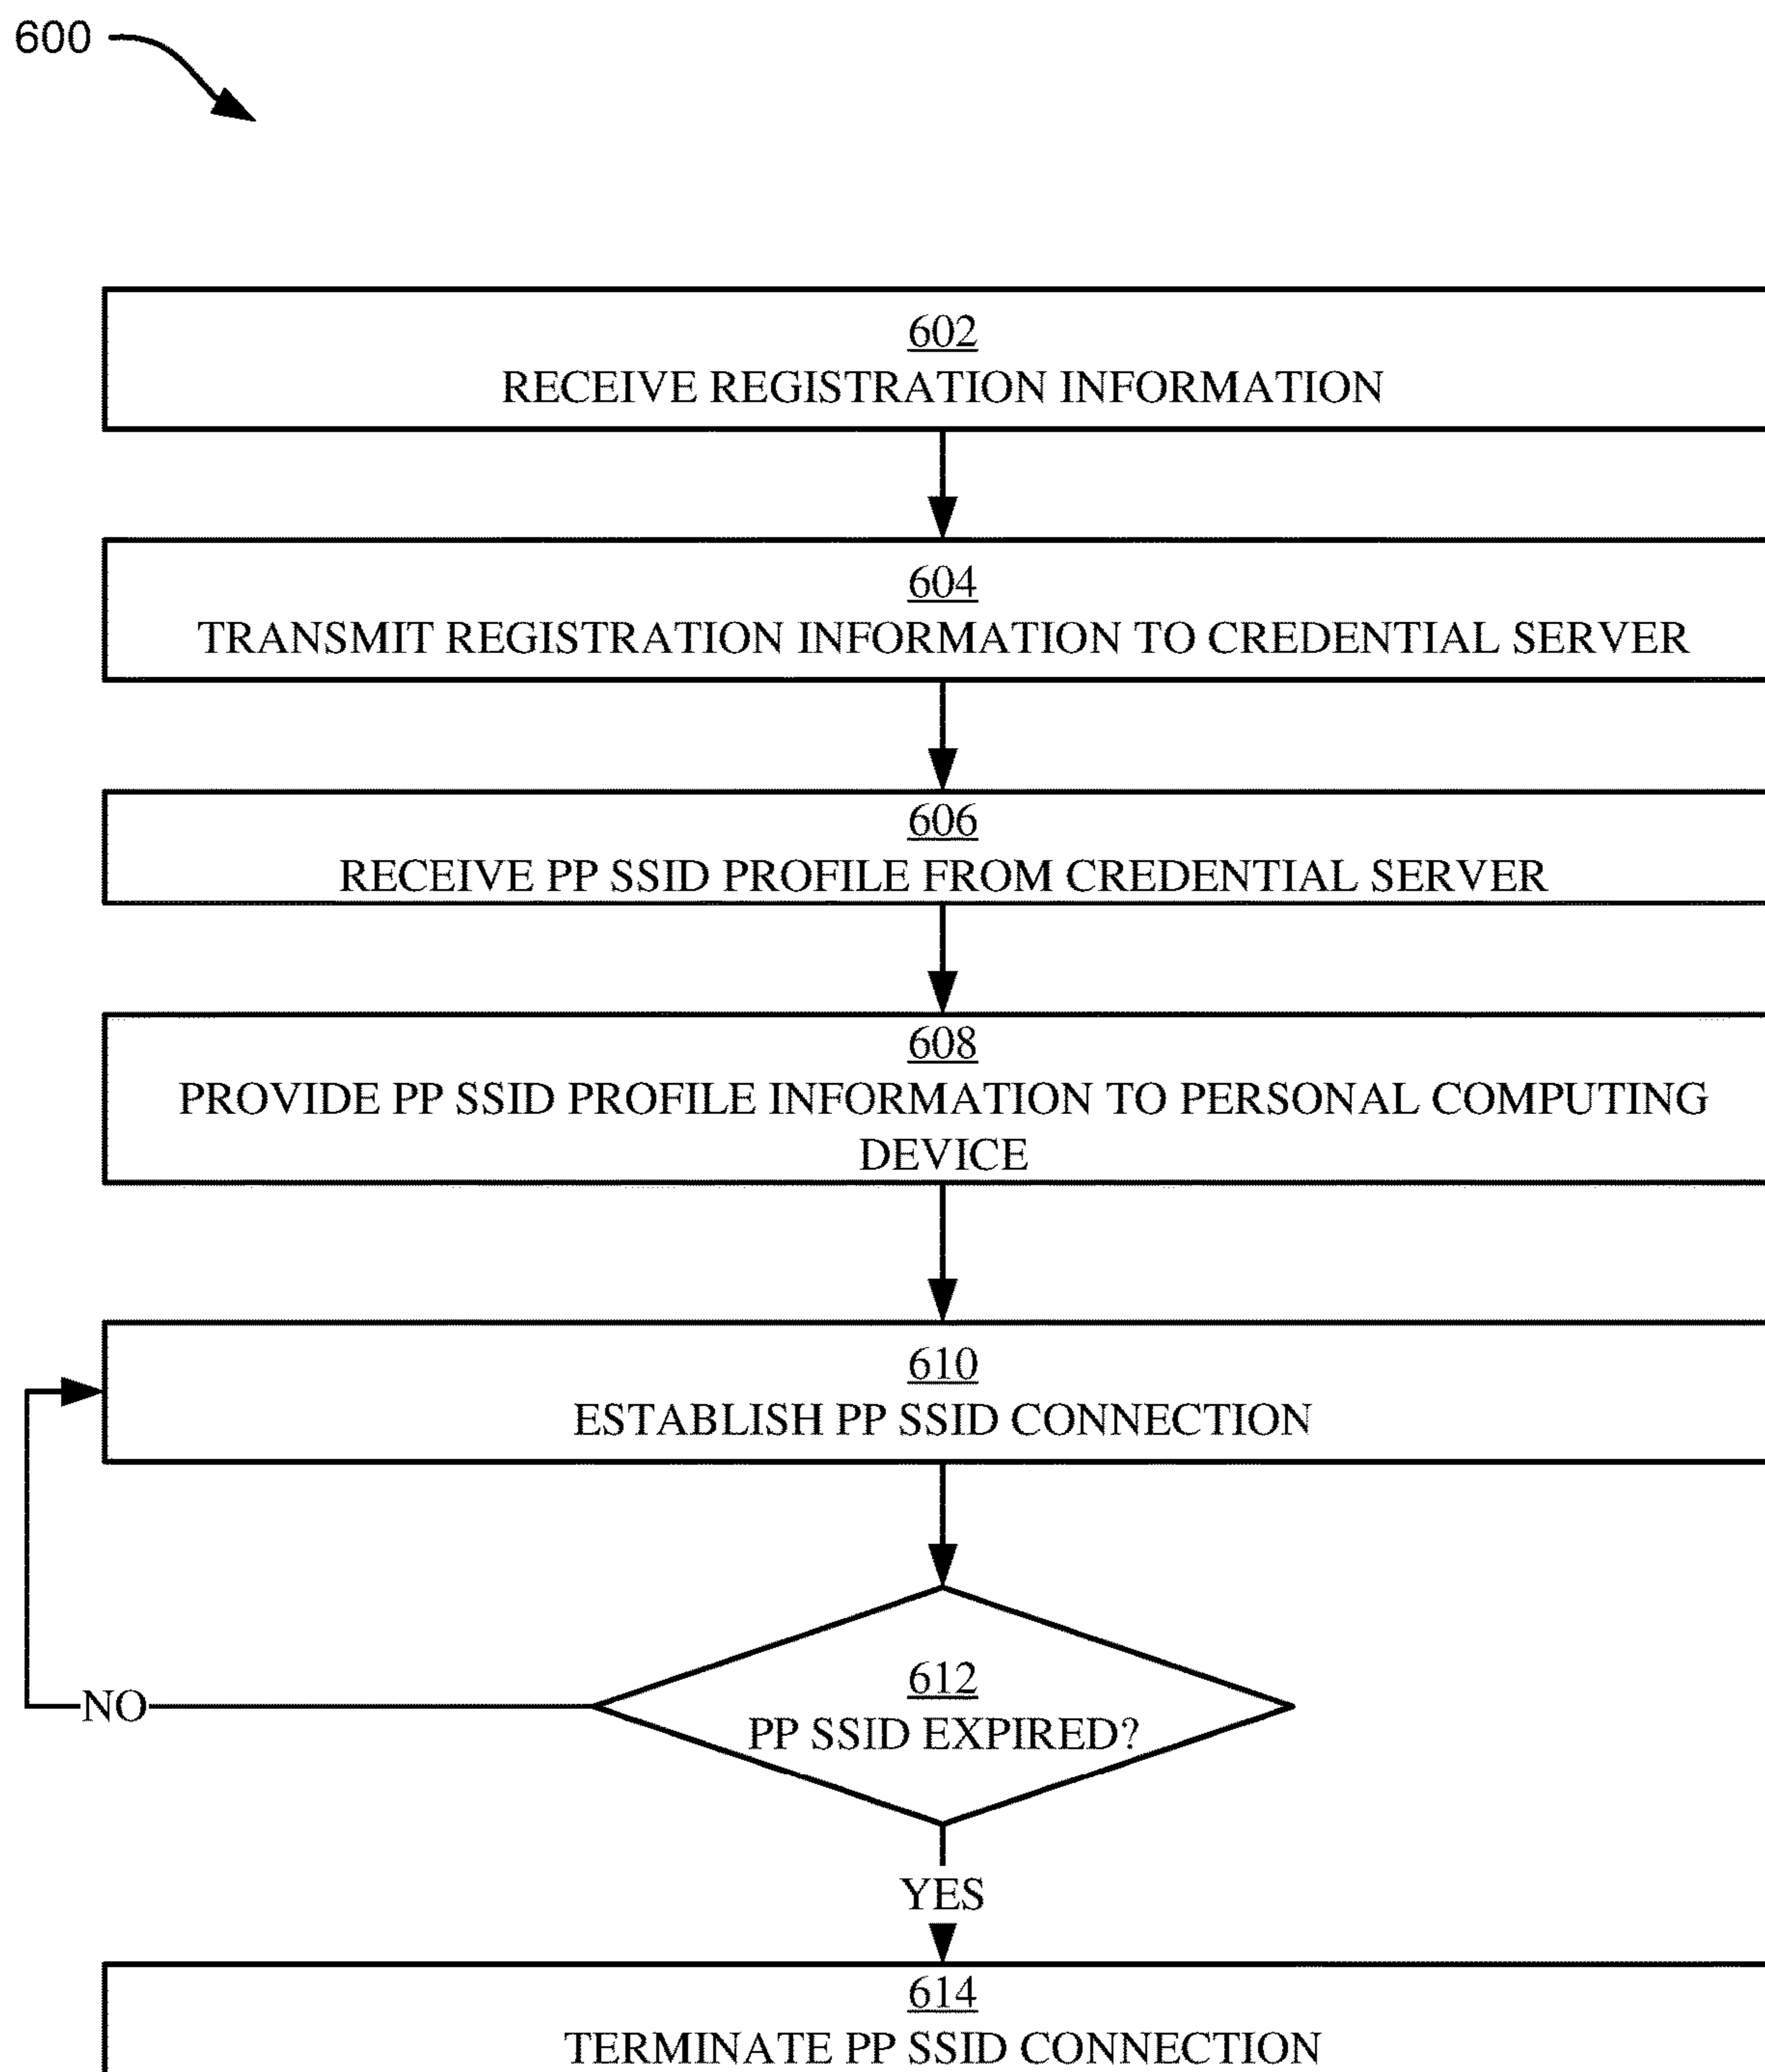 600
602
RECEIVE REGISTRATION INFORMATION
604
TRANSMIT REGISTRATION INFORMATION TO CREDENTIAL SERVER
606
RECEIVE PP SSID PROFILE FROM CREDENTIAL SERVER
608
PROVIDE PP SSID PROFILE INFORMATION TO PERSONAL COMPUTING
DEVICE
610
ESTABLISH PP SSID CONNECTION
612
PP SSID EXPIRED?
NO
YES
614
TERMINATE PP SSID CONNECTION